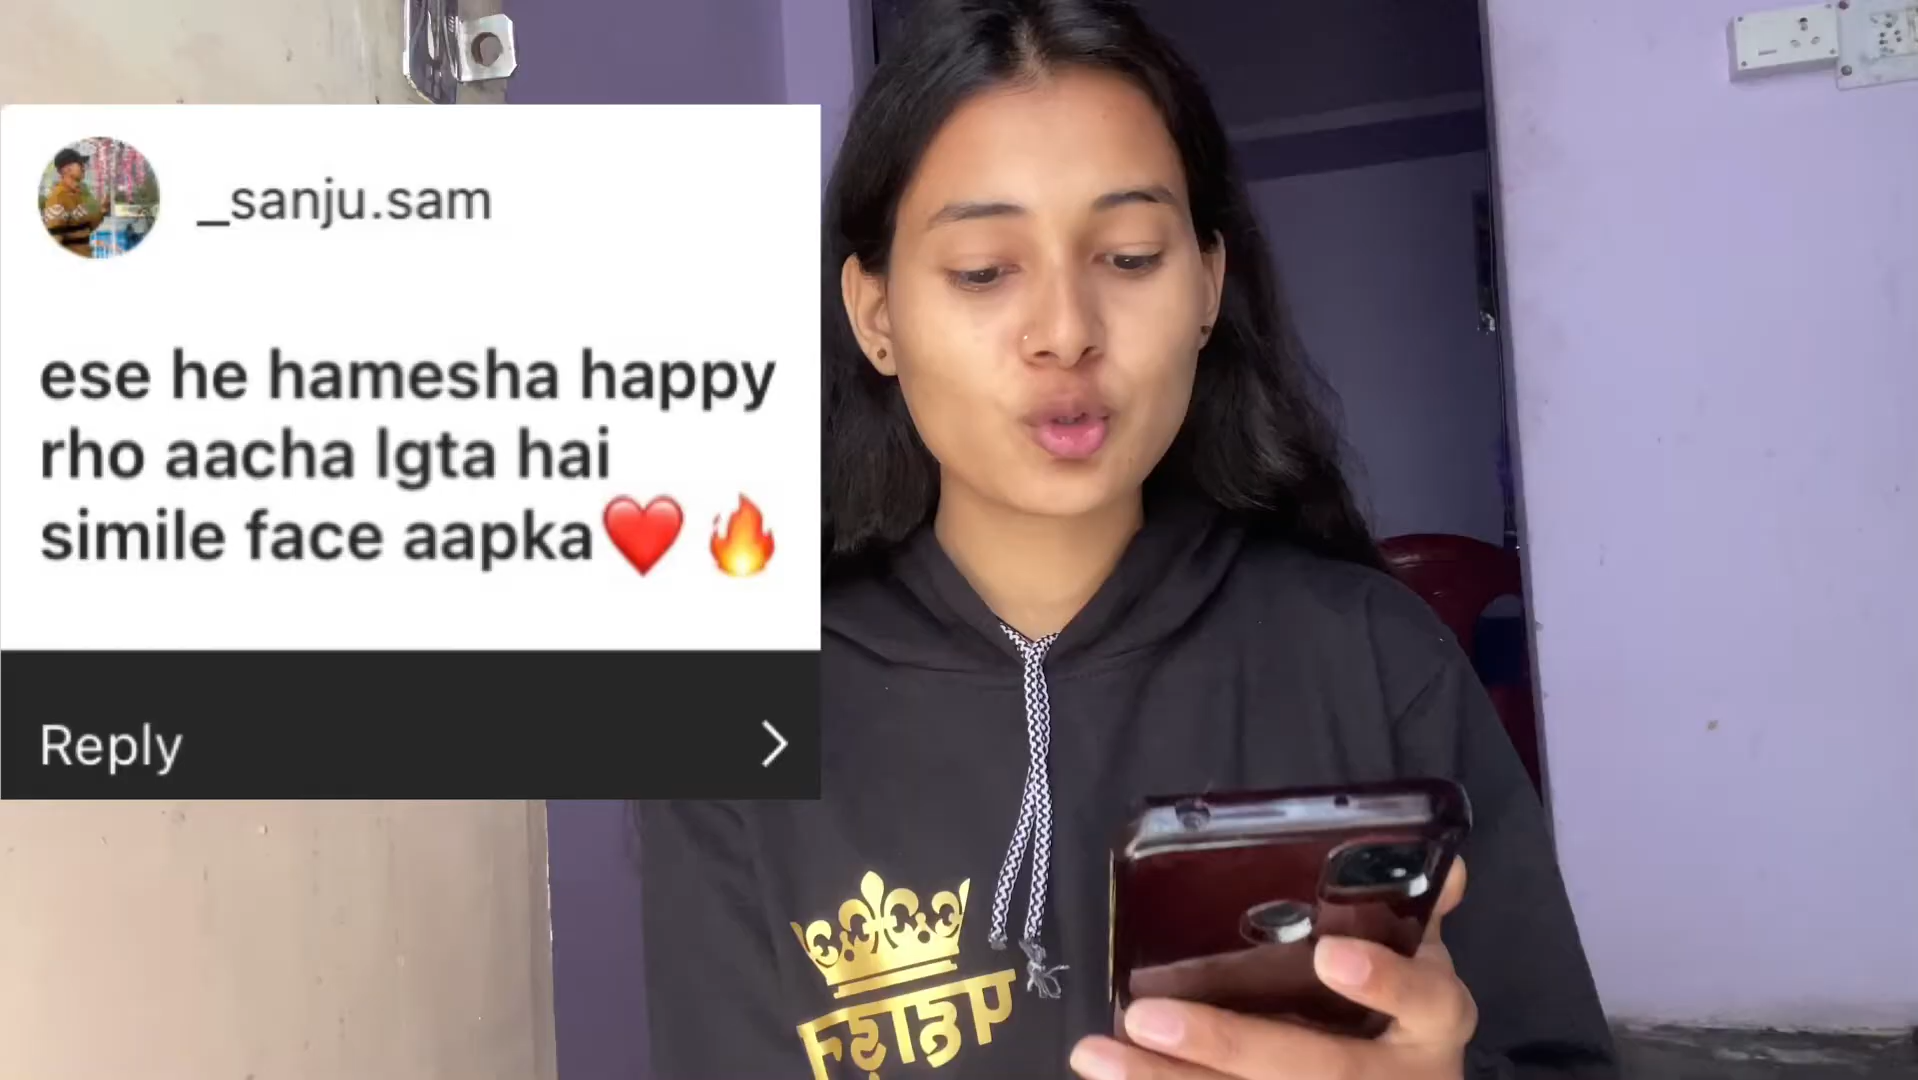 _sanju.sam
ese he hamesha happy
rho aacha lgta hai
simile face aapka❤️ 🔥
Reply